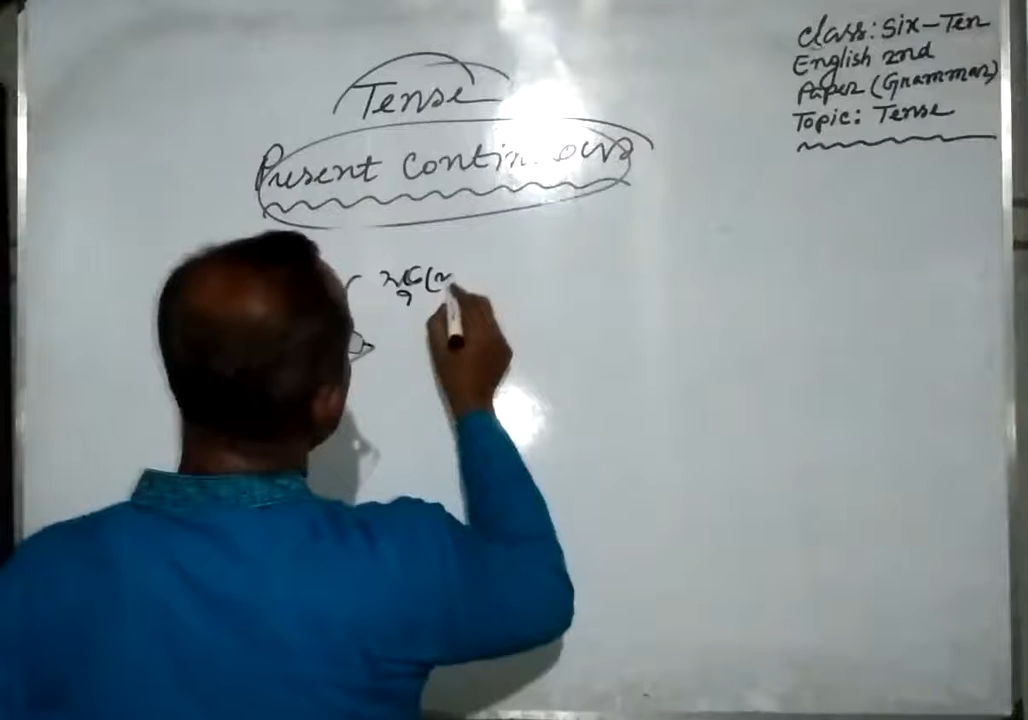 Tense
Present Continuous
Class: Six-Ten
English 2nd
Paper (Grammar)
Topic: Tense